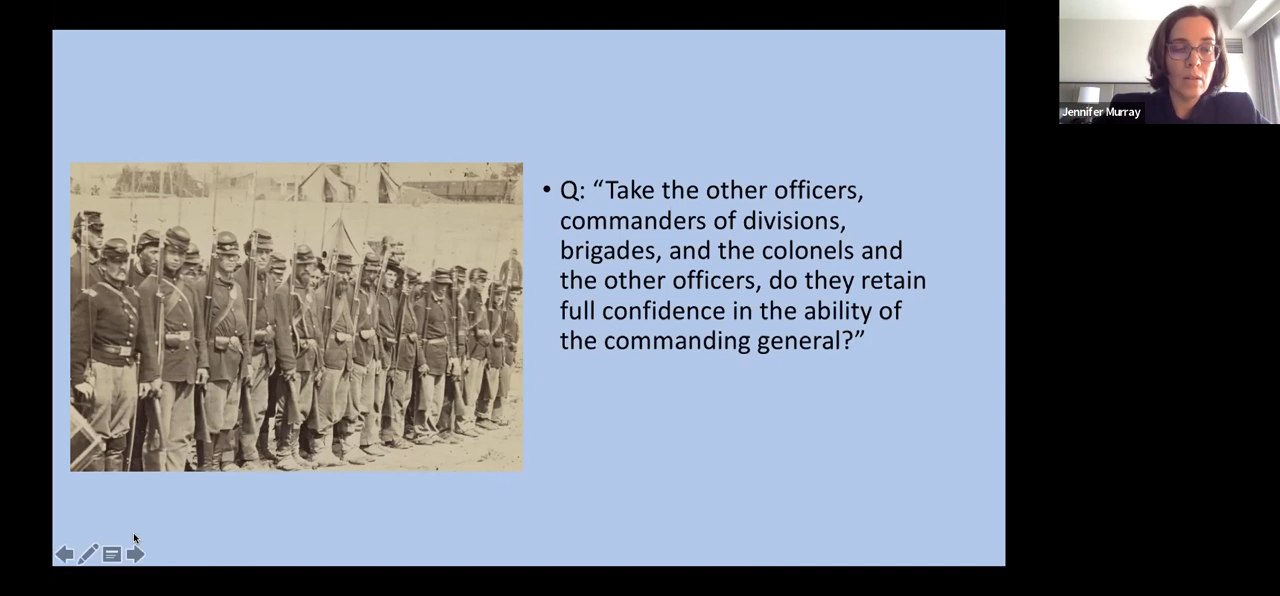 • Q: “Take the other officers,
commanders of divisions,
brigades, and the colonels and
the other officers, do they retain
full confidence in the ability of
the commanding general?”
Jennifer Murray